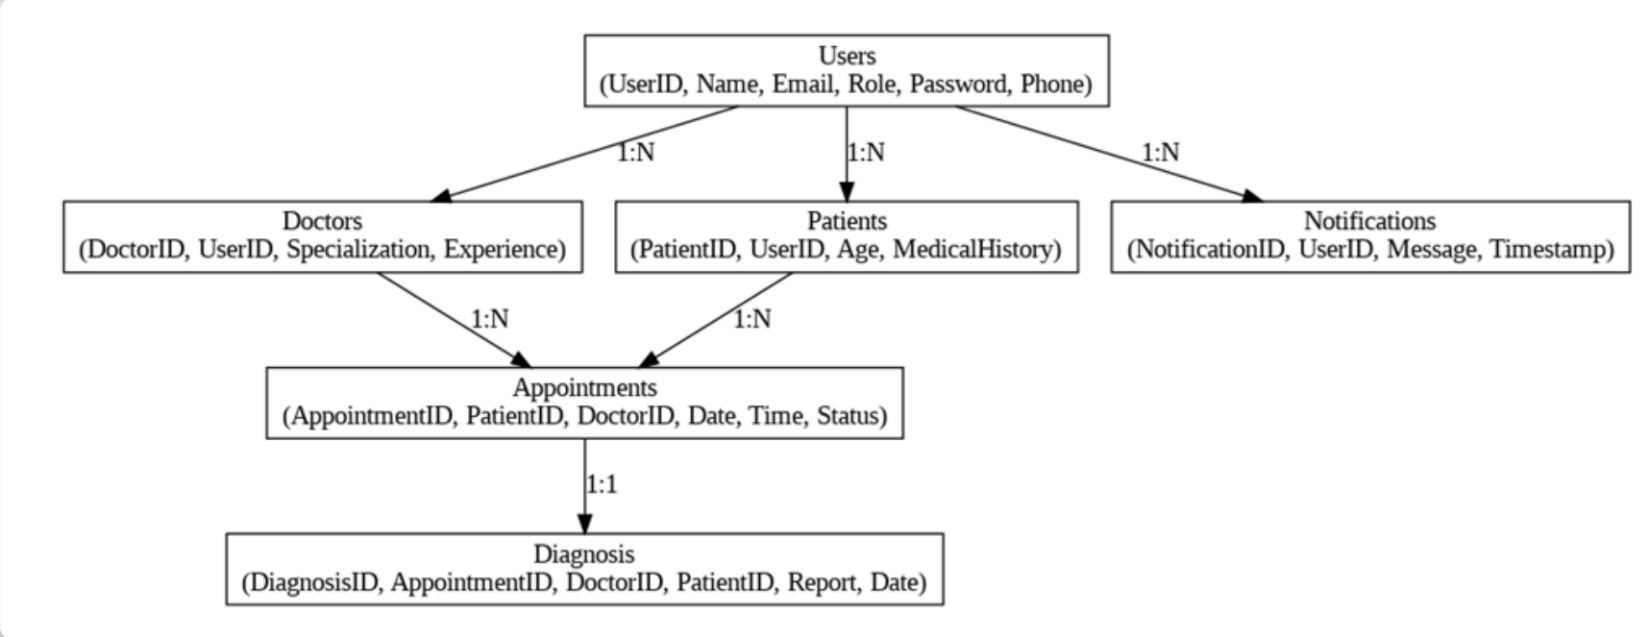 Users
(UserID, Name, Email, Role, Password, Phone)
1:N
1:N
1:N
Doctors
(DoctorID, UserID, Specialization, Experience)
Patients
(PatientID, UserID, Age, MedicalHistory)
Notifications
(NotificationID, UserID, Message, Timestamp)
1:N
1:N
Appointments
(AppointmentID, PatientID, DoctorID, Date, Time, Status)
1:1
Diagnosis
(DiagnosisID, AppointmentID, DoctorID, PatientID, Report, Date)